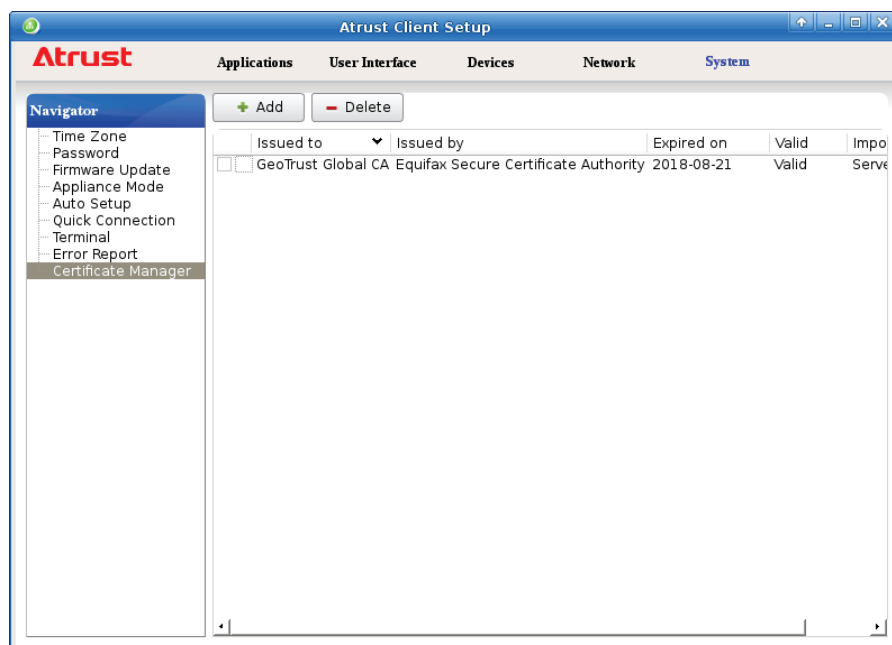 Atrust Client Setup
Atrust
Applications User Interface Devices Network System
Navigator
Time Zone
Password
Firmware Update
Appliance Mode
Auto Setup
Quick Connection
Terminal
Error Report
Certificate Manager
Add Delete
Issued to Issued by Expired on Valid Impo
GeoTrust Global CA Equifax Secure Certificate Authority 2018-08-21 Valid Serve